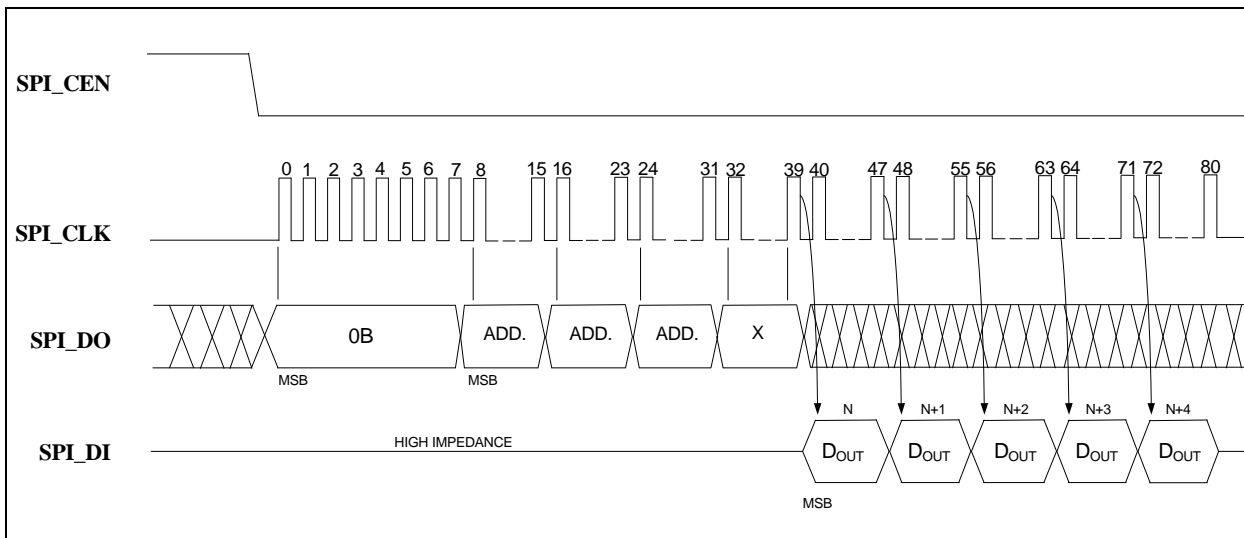 SPI_CEN
0 1 2 3 4 5 6 7 8 15 16 23 24 31 32 39 40 47 48 55 56 63 64 71 72 80
SPI_CLK
SPI_DO
0B ADD. ADD. ADD. X
MSB MSB
N N+1 N+2 N+3 N+4
HIGH IMPEDANCE
SPI_DI
DOUT DOUT DOUT DOUT DOUT
MSB